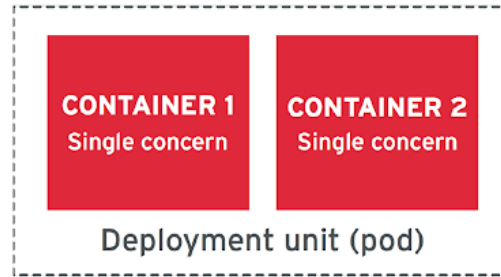 CONTAINER 1
Single concern
CONTAINER 2
Single concern
Deployment unit (pod)